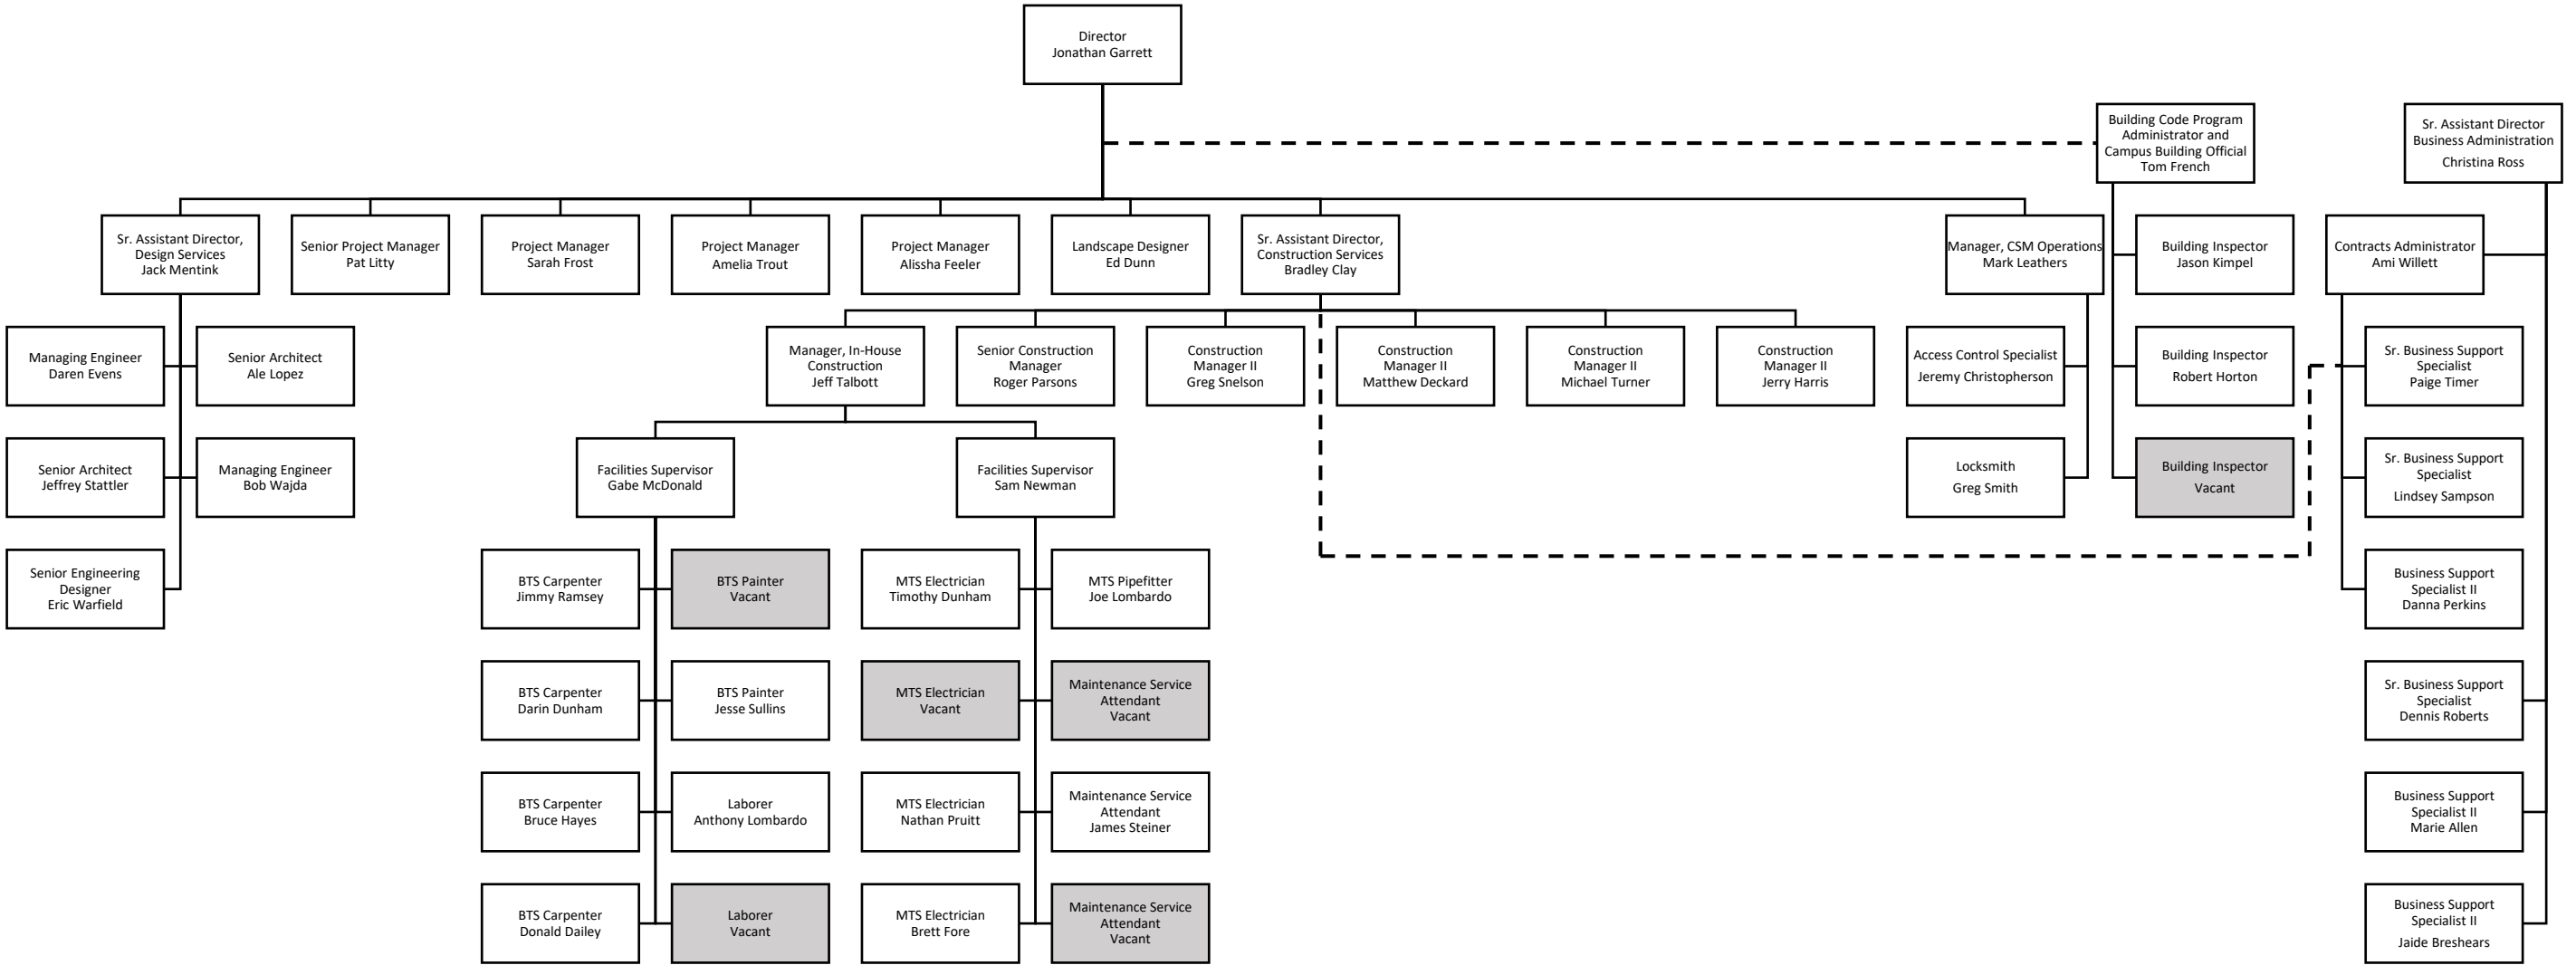 Director
Jonathan Garrett
Building Code Program
Administrator and
Campus Building Official
Tom French
Sr. Assistant Director
Business Administration
Christina Ross
Sr. Assistant Director,
Design Services
Jack Mentink
Senior Project Manager
Pat Litty
Project Manager
Sarah Frost
Project Manager
Amelia Trout
Project Manager
Alissha Feeler
Landscape Designer
Ed Dunn
Sr. Assistant Director,
Construction Services
Bradley Clay
Manager, CSM Operations
Mark Leathers
Building Inspector
Jason Kimpel
Contracts Administrator
Ami Willett
Managing Engineer
Daren Evens
Senior Architect
Ale Lopez
Manager, In-House
Construction
Jeff Talbott
Senior Construction
Manager
Roger Parsons
Construction
Manager II
Greg Snelson
Construction
Manager II
Matthew Deckard
Construction
Manager II
Michael Turner
Construction
Manager II
Jerry Harris
Access Control Specialist
Jeremy Christopherson
Building Inspector
Robert Horton
Sr. Business Support
Specialist
Paige Timer
Senior Architect
Jeffrey Stattler
Managing Engineer
Bob Wajda
Facilities Supervisor
Gabe McDonald
Facilities Supervisor
Sam Newman
Locksmith
Greg Smith
Building Inspector
Vacant
Sr. Business Support
Specialist
Lindsey Sampson
Senior Engineering
Designer
Eric Warfield
BTS Carpenter
Jimmy Ramsey
BTS Painter
Vacant
MTS Electrician
Timothy Dunham
MTS Pipefitter
Joe Lombardo
Business Support
Specialist II
Danna Perkins
BTS Carpenter
Darin Dunham
BTS Painter
Jesse Sullins
MTS Electrician
Vacant
Maintenance Service
Attendant
Vacant
Sr. Business Support
Specialist
Dennis Roberts
BTS Carpenter
Bruce Hayes
Laborer
Anthony Lombardo
MTS Electrician
Nathan Pruitt
Maintenance Service
Attendant
James Steiner
Business Support
Specialist II
Marie Allen
BTS Carpenter
Donald Dailey
Laborer
Vacant
MTS Electrician
Brett Fore
Maintenance Service
Attendant
Vacant
Business Support
Specialist II
Jaide Breshears